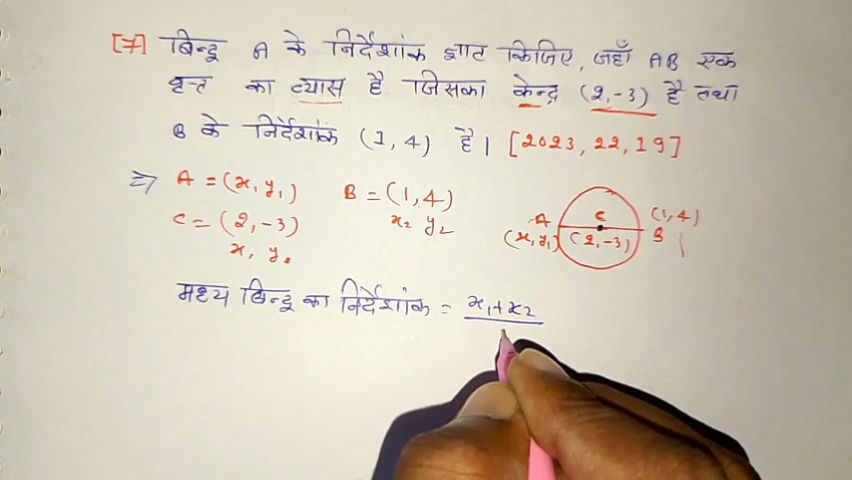 [7] बिन्दू A के निर्देशांक ज्ञात किजिए, जहाँ AB एक
वृत्त का व्यास है जिसका केन्द्र (2,-3) है तथा
B के निर्देशांक (1, 4) है। [2023, 22, 19]
=> A = (x, y₁) B = (1, 4)
x₂ y₂
C = (2, -3)
x, y.
A C (1,4)
(x, y₁) (2,-3) B
मध्य बिन्दू का निर्देशांक = x₁+x₂